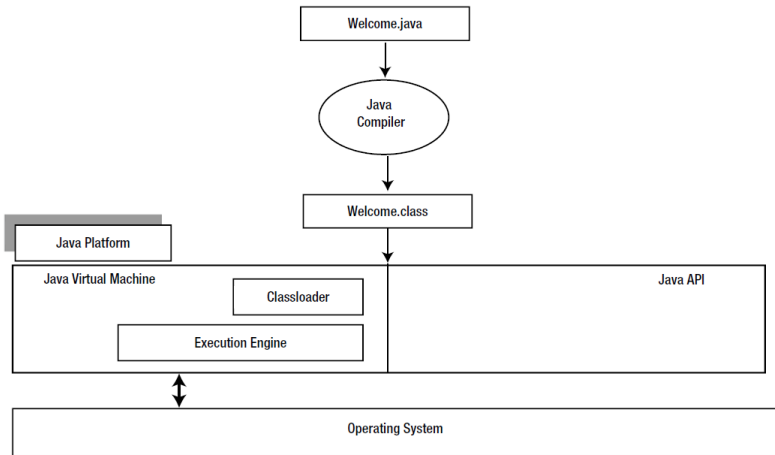 Welcome.java
Java
Compiler
Welcome.class
Java Platform
Java Virtual Machine
Java API
Classloader
Execution Engine
Operating System